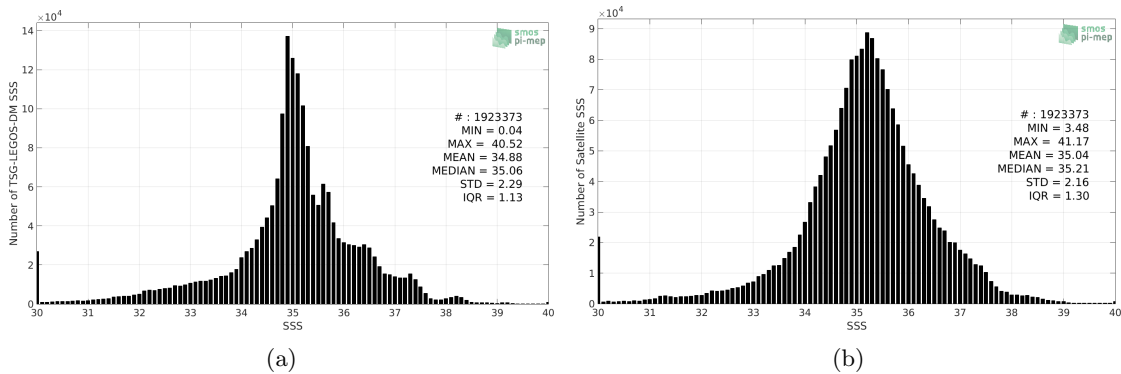 ×10⁴
14
12
10
8
6
4
2
0
Number of TSG-LEGOS-DM SSS
smos
pi-mep
# : 1923373
MIN = 0.04
MAX = 40.52
MEAN = 34.88
MEDIAN = 35.06
STD = 2.29
IQR = 1.13
30 31 32 33 34 35 36 37 38 39 40
SSS
(a)
×10⁴
9
8
7
6
5
4
3
2
1
0
Number of Satellite SSS
smos
pi-mep
# : 1923373
MIN = 3.48
MAX = 41.17
MEAN = 35.04
MEDIAN = 35.21
STD = 2.16
IQR = 1.30
30 31 32 33 34 35 36 37 38 39 40
SSS
(b)